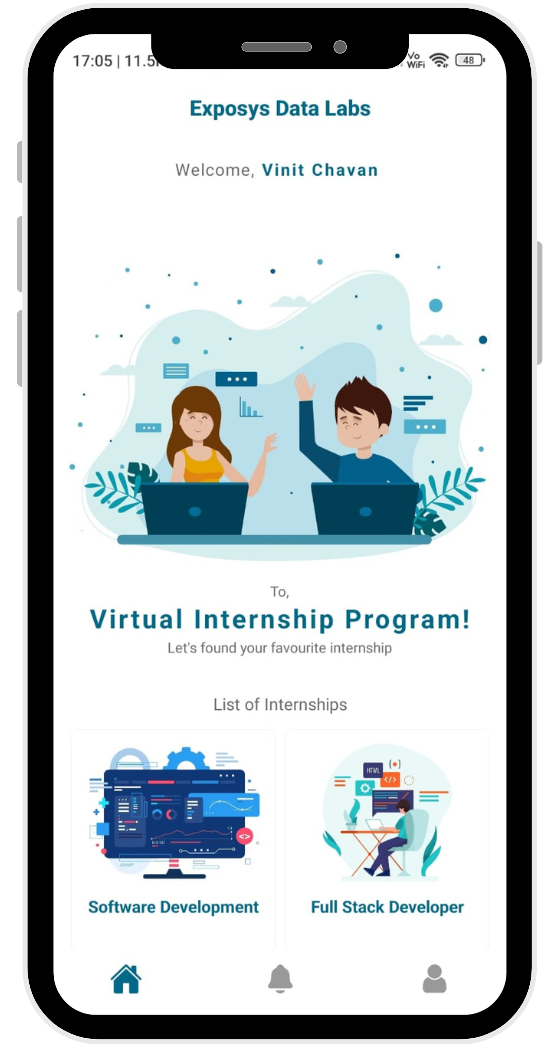 17:05 | 11.5
Vo
WiFi
48
Exposys Data Labs
Welcome, Vinit Chavan
To,
Virtual Internship Program!
Let's found your favourite internship
List of Internships
HTML
[•]
</>
<>
Software Development
Full Stack Developer